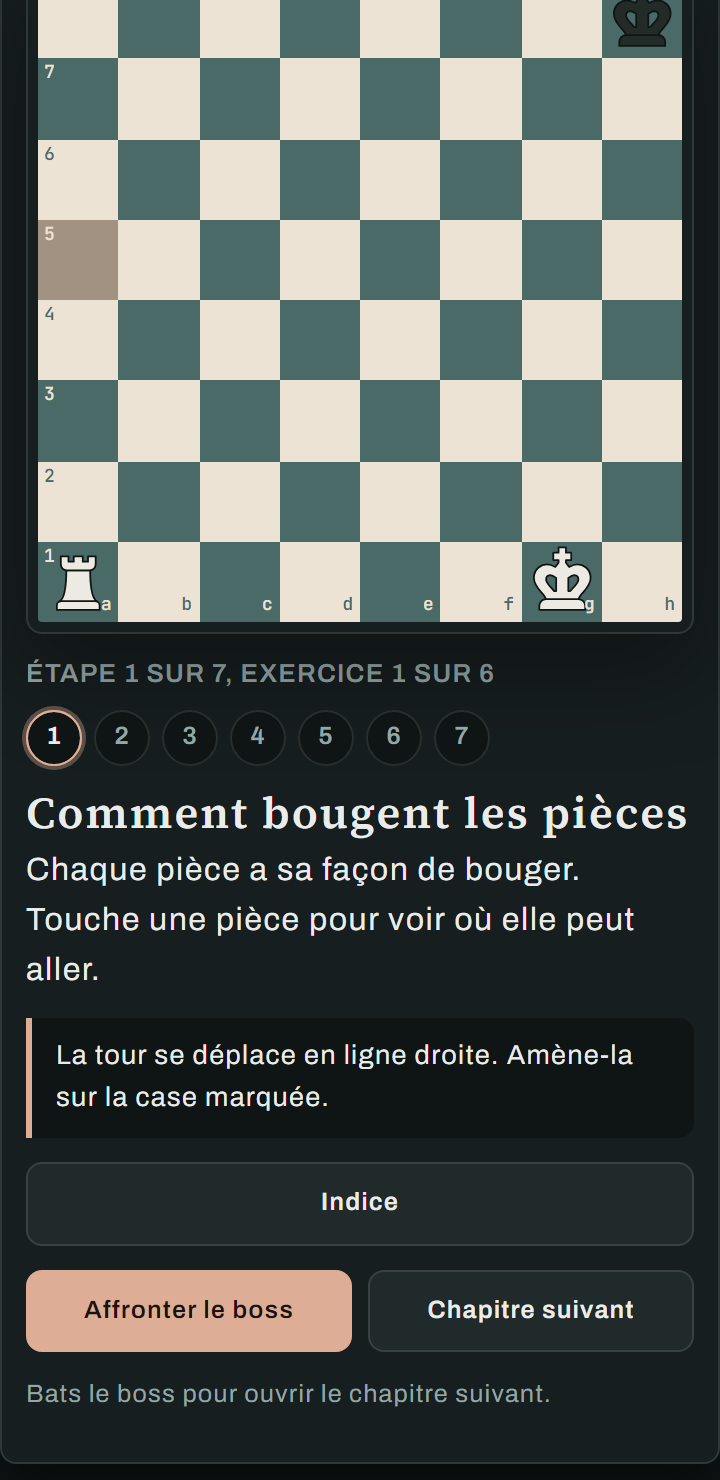 7
6
5
4
3
2
1
a b c d e f g h
ÉTAPE 1 SUR 7, EXERCICE 1 SUR 6
1 2 3 4 5 6 7
Comment bougent les pièces
Chaque pièce a sa façon de bouger.
Touche une pièce pour voir où elle peut
aller.
La tour se déplace en ligne droite. Amène-la
sur la case marquée.
Indice
Affronter le boss Chapitre suivant
Bats le boss pour ouvrir le chapitre suivant.